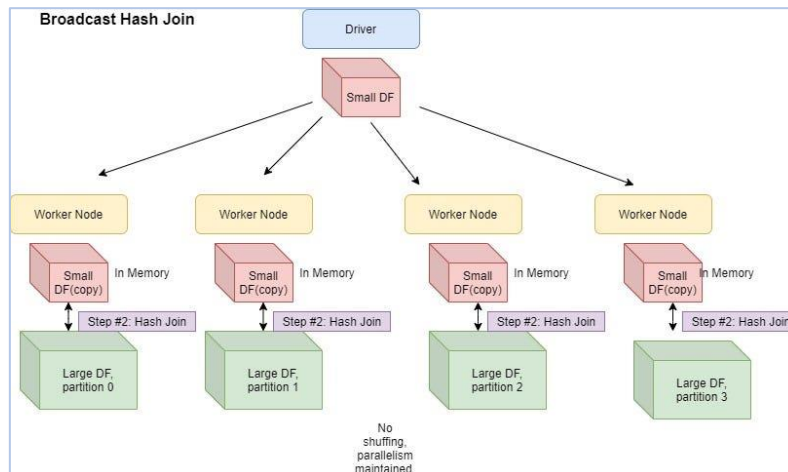 Broadcast Hash Join
Driver
Small DF
Worker Node
Worker Node
Worker Node
Worker Node
Small
DF(copy)
In Memory
Small
DF(copy)
In Memory
Small
DF(copy)
In Memory
Small
DF(copy)
In Memory
Step #2: Hash Join
Step #2: Hash Join
Step #2: Hash Join
Step #2: Hash Join
Large DF,
partition 0
Large DF,
partition 1
Large DF,
partition 2
Large DF,
partition 3
No
shuffing,
parallelism
maintained